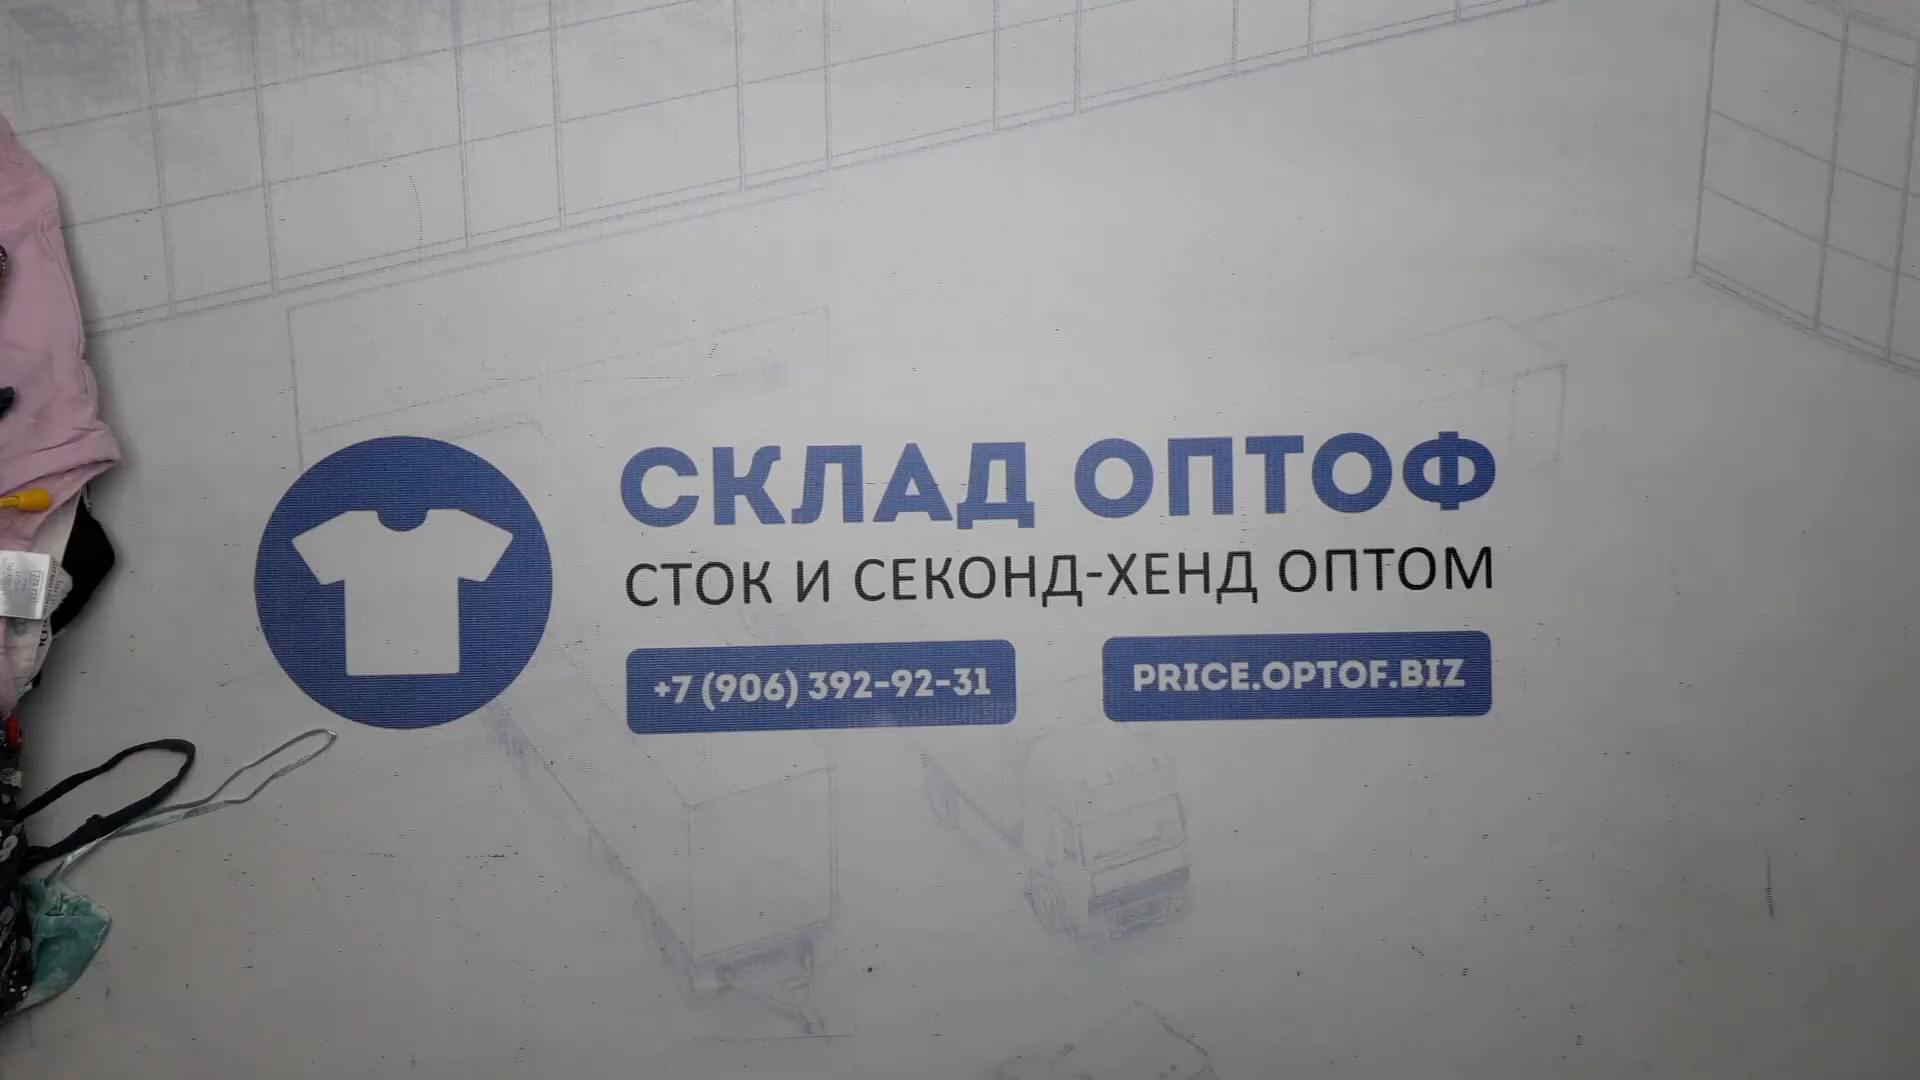 СКЛАД ОПТОФ
СТОК И СЕКОНД-ХЕНД ОПТОМ
+7 (906) 392-92-31
PRICE.OPTOF.BIZ